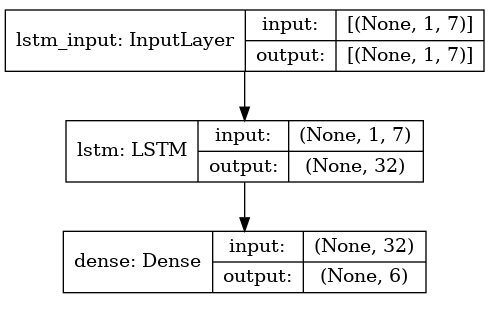 lstm_input: InputLayer
input:
[(None, 1, 7)]
output:
[(None, 1, 7)]
lstm: LSTM
input:
(None, 1, 7)
output:
(None, 32)
dense: Dense
input:
(None, 32)
output:
(None, 6)